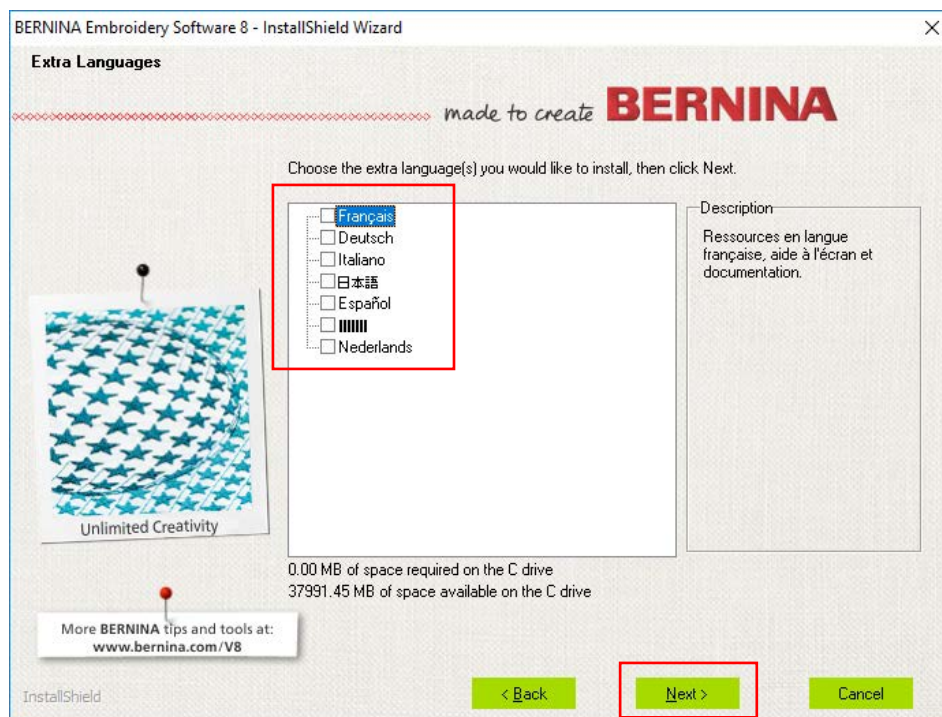 BERNINA Embroidery Software 8 - InstallShield Wizard
Extra Languages
made to create BERNINA
Choose the extra language(s) you would like to install, then click Next.
Français
Deutsch
Italiano
日本語
Español
Nederlands
Description
Ressources en langue
française, aide à l'écran et
documentation.
Unlimited Creativity
0.00 MB of space required on the C drive
37991.45 MB of space available on the C drive
More BERNINA tips and tools at:
www.bernina.com/V8
InstallShield
< Back
Next >
Cancel